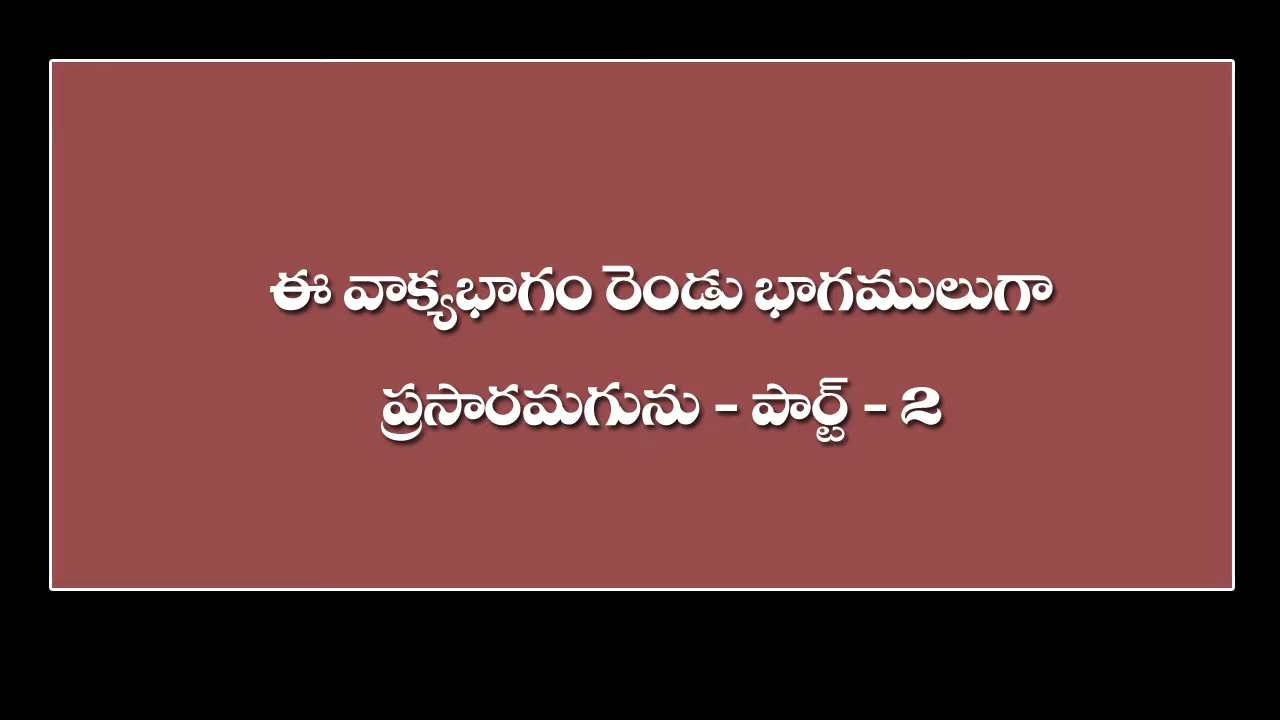 ఈ వాక్యభాగం రెండు భాగములుగా
ప్రసారమగును - పార్ట్ - 2